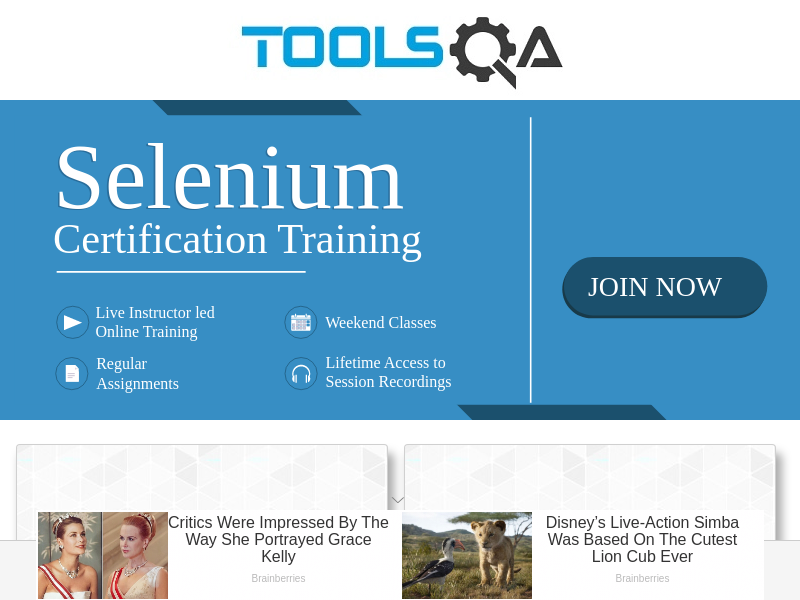 TOOLSQA
Selenium
Certification Training
Live Instructor led
Online Training
Weekend Classes
Regular
Assignments
Lifetime Access to
Session Recordings
JOIN NOW
Critics Were Impressed By The
Way She Portrayed Grace
Kelly
Brainberries
Disney’s Live-Action Simba
Was Based On The Cutest
Lion Cub Ever
Brainberries